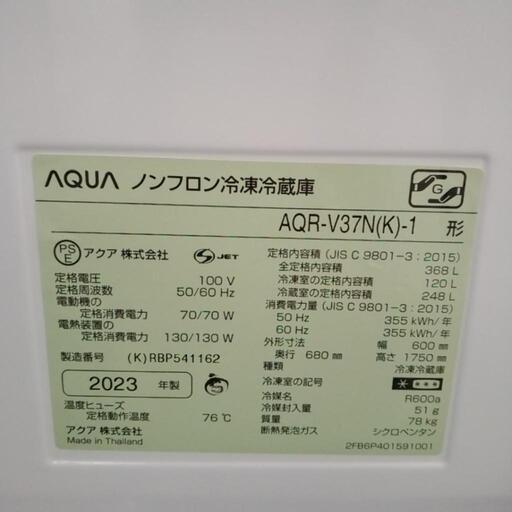 AQUA ノンフロン冷凍冷蔵庫
AQR-V37N(K)-1 形
PS E アクア 株式会社 S JET
定格電圧 100 V
定格周波数 50/60 Hz
電動機の
定格消費電力 70/70 W
電熱装置の
定格消費電力 130/130 W
製造番号 (K)RBP541162
2023 年製
温度ヒューズ
定格動作温度 76℃
アクア 株式会社
Made in Thailand
G
定格内容積 (JIS C 9801-3:2015)
全定格内容積 368 L
冷凍室の定格内容積 120 L
冷蔵室の定格内容積 248 L
消費電力量 (JIS C 9801-3:2015)
50 Hz 355 kWh/年
60 Hz 355 kWh/年
外形寸法 幅 600 ㎜
奥行 680 ㎜ 高さ 1750 ㎜
種類 冷凍冷蔵庫
冷凍室の記号
冷媒名 R600a
冷媒封入量 51 g
質量 78 kg
断熱発泡ガス シクロペンタン
2FB6P401591001